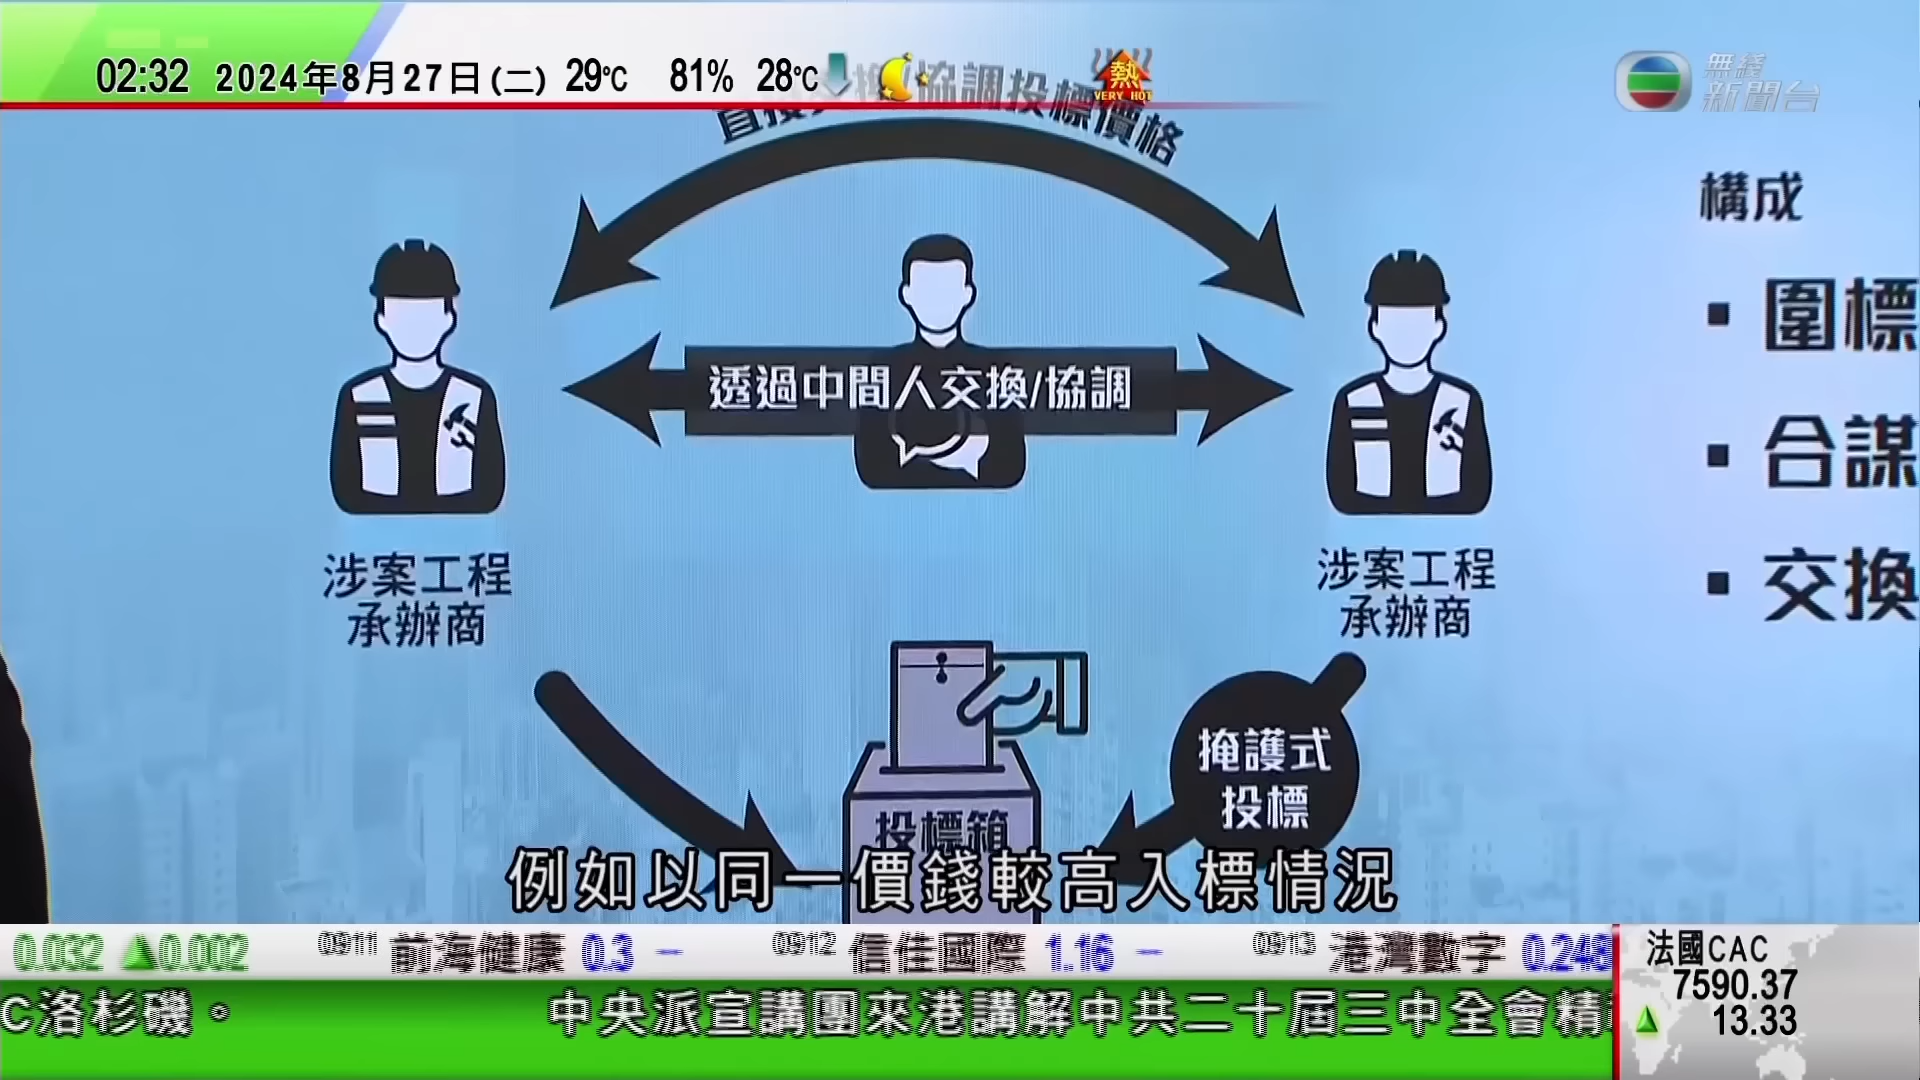 02:32 2024年8月27日(二) 29℃ 81% 28℃
VERY HOT 熱
無綫
新聞台
協調投標價格
構成
▪ 圍標
▪ 合謀
▪ 交換
透過中間人交換/協調
涉案工程
承辦商
涉案工程
承辦商
掩護式
投標
投標箱
例如以同一價錢較高入標情況
0.032 ▲0.002 0911 前海健康 0.3 － 0912 信佳國際 1.16 － 0913 港灣數字 0.248
C洛杉磯。 中央派宣講團來港講解中共二十屆三中全會精
法國CAC
7590.37
▲ 13.33